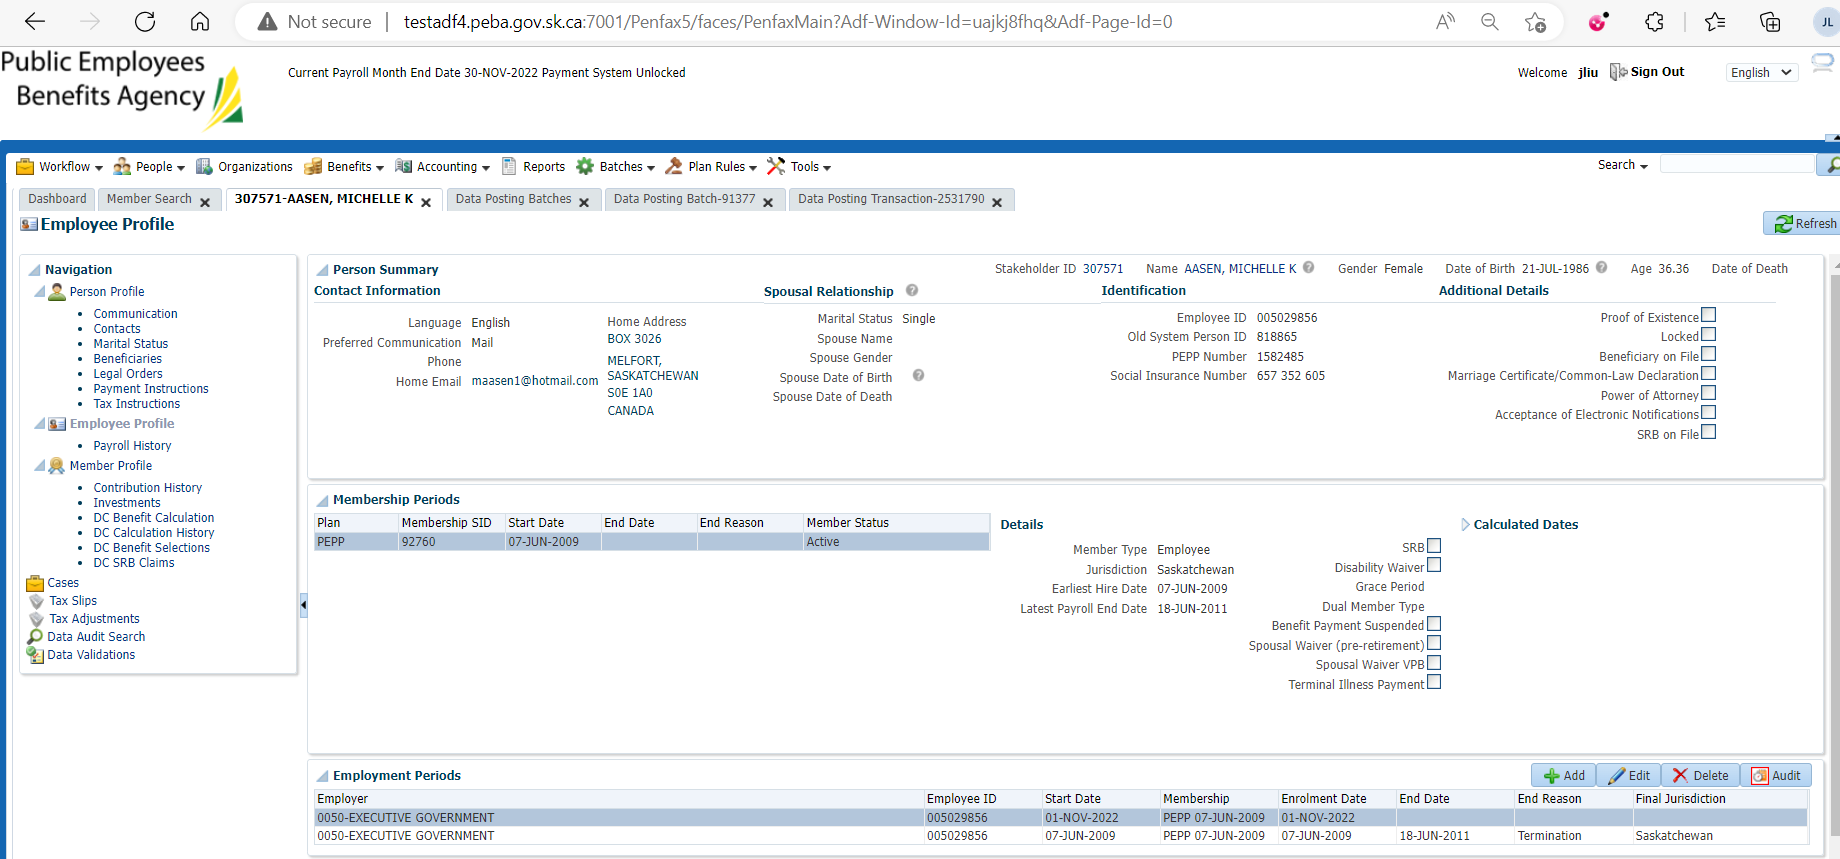 Not secure | testadf4.peba.gov.sk.ca:7001/Penfax5/faces/PenfaxMain?Adf-Window-Id=uajkj8fhq&Adf-Page-Id=0
JL
Public Employees
Benefits Agency
Current Payroll Month End Date 30-NOV-2022 Payment System Unlocked
Welcome jliu Sign Out English
Workflow People Organizations Benefits Accounting Reports Batches Plan Rules Tools Search
Dashboard Member Search 307571-AASEN, MICHELLE K Data Posting Batches Data Posting Batch-91377 Data Posting Transaction-2531790
Employee Profile
Refresh
Navigation
Person Profile
Communication
Contacts
Marital Status
Beneficiaries
Legal Orders
Payment Instructions
Tax Instructions
Employee Profile
Payroll History
Member Profile
Contribution History
Investments
DC Benefit Calculation
DC Calculation History
DC Benefit Selections
DC SRB Claims
Cases
Tax Slips
Tax Adjustments
Data Audit Search
Data Validations
Person Summary
Stakeholder ID 307571 Name AASEN, MICHELLE K Gender Female Date of Birth 21-JUL-1986 Age 36.36 Date of Death
Contact Information
Language English
Preferred Communication Mail
Phone
Home Email maasen1@hotmail.com
Home Address
BOX 3026
MELFORT,
SASKATCHEWAN
S0E 1A0
CANADA
Spousal Relationship
Marital Status Single
Spouse Name
Spouse Gender
Spouse Date of Birth
Spouse Date of Death
Identification
Employee ID 005029856
Old System Person ID 818865
PEPP Number 1582485
Social Insurance Number 657 352 605
Additional Details
Proof of Existence
Locked
Beneficiary on File
Marriage Certificate/Common-Law Declaration
Power of Attorney
Acceptance of Electronic Notifications
SRB on File
Membership Periods
Plan Membership SID Start Date End Date End Reason Member Status
PEPP 92760 07-JUN-2009 Active
Details
Member Type Employee
Jurisdiction Saskatchewan
Earliest Hire Date 07-JUN-2009
Latest Payroll End Date 18-JUN-2011
SRB
Disability Waiver
Grace Period
Dual Member Type
Benefit Payment Suspended
Spousal Waiver (pre-retirement)
Spousal Waiver VPB
Terminal Illness Payment
Calculated Dates
Employment Periods
Add Edit Delete Audit
Employer Employee ID Start Date Membership Enrolment Date End Date End Reason Final Jurisdiction
0050-EXECUTIVE GOVERNMENT 005029856 01-NOV-2022 PEPP 07-JUN-2009 01-NOV-2022
0050-EXECUTIVE GOVERNMENT 005029856 07-JUN-2009 PEPP 07-JUN-2009 07-JUN-2009 18-JUN-2011 Termination Saskatchewan